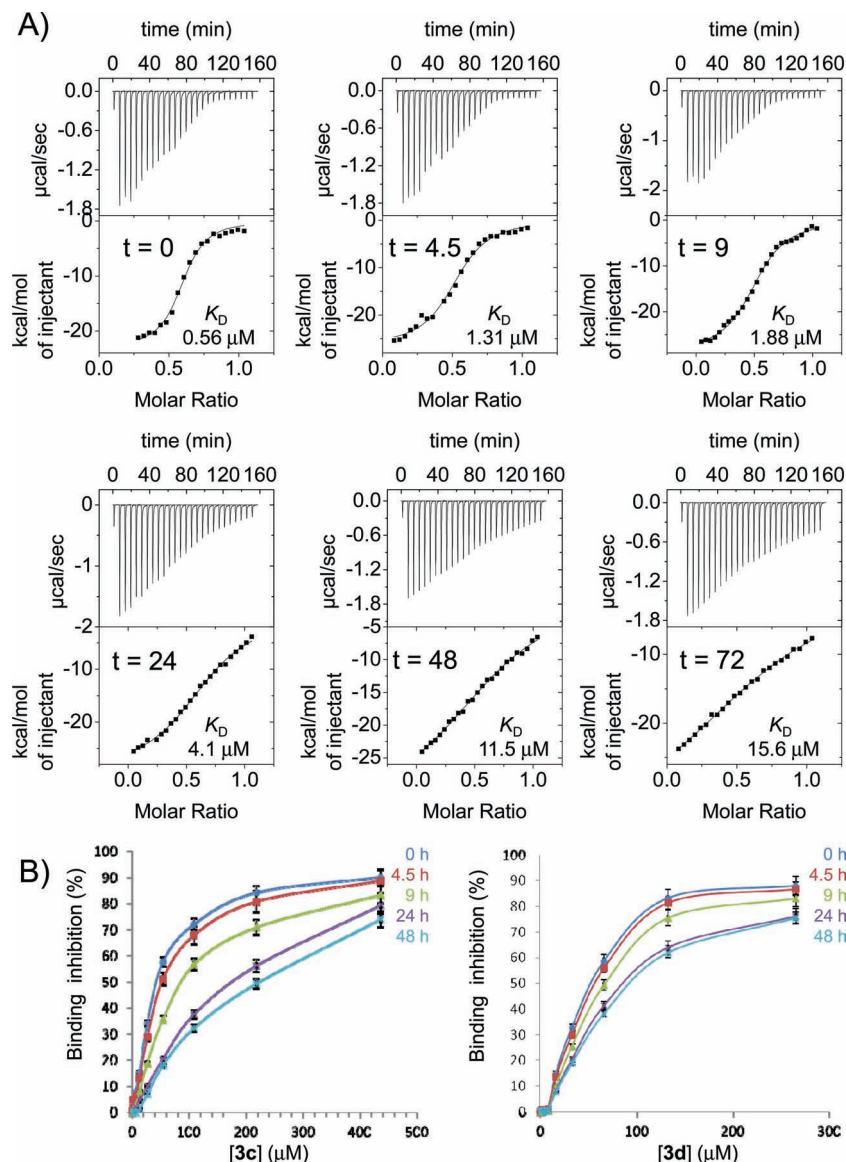 A)
time (min)
time (min)
time (min)
0 40 80 120 160
0 40 80 120 160
0 40 80 120 160
µcal/sec
0.0
-0.6
-1.2
-1.8
µcal/sec
0.0
-0.6
-1.2
-1.8
µcal/sec
0
-1
-2
kcal/mol
of injectant
0
-10
-20
t = 0
KD
0.56 µM
kcal/mol
of injectant
0
-10
-20
t = 4.5
KD
1.31 µM
kcal/mol
of injectant
0
-10
-20
t = 9
KD
1.88 µM
0.0 0.5 1.0
0.0 0.5 1.0
0.0 0.5 1.0
Molar Ratio
Molar Ratio
Molar Ratio
time (min)
time (min)
time (min)
0 40 80 120 160
0 40 80 120 160
0 40 80 120 160
µcal/sec
0
-1
-2
µcal/sec
0.0
-0.6
-1.2
-1.8
µcal/sec
0.0
-0.6
-1.2
-1.8
kcal/mol
of injectant
-10
-20
t = 24
KD
4.1 µM
kcal/mol
of injectant
-5
-10
-15
-20
-25
t = 48
KD
11.5 µM
kcal/mol
of injectant
-10
-20
t = 72
KD
15.6 µM
0.0 0.5 1.0
0.0 0.5 1.0
0.0 0.5 1.0
Molar Ratio
Molar Ratio
Molar Ratio
B)
Binding inhibition (%)
100
90
80
70
60
50
40
30
20
10
0
0 h
4.5 h
9 h
24 h
48 h
0 100 200 300 400 500
[3c] (µM)
Binding inhibition (%)
100
90
80
70
60
50
40
30
20
10
0
0 h
4.5 h
9 h
24 h
48 h
0 100 200 300
[3d] (µM)